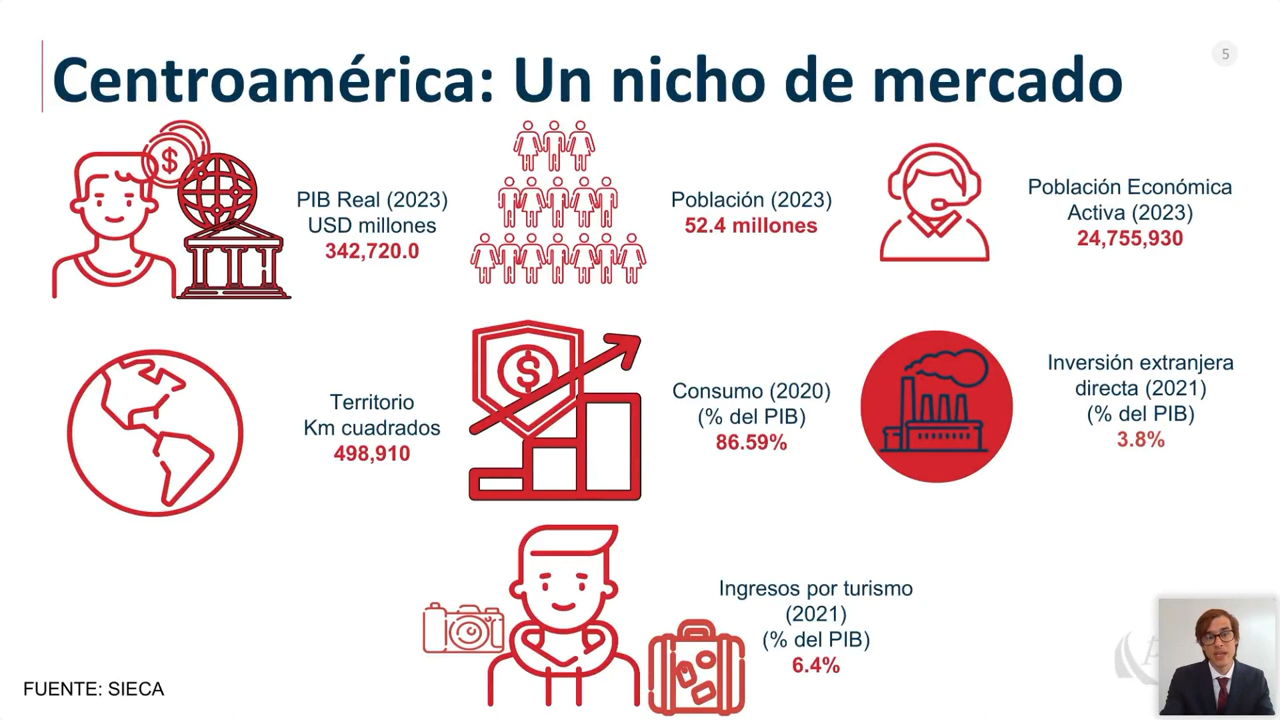 Centroamérica: Un nicho de mercado
5
PIB Real (2023)
USD millones
342,720.0
Población (2023)
52.4 millones
Población Económica
Activa (2023)
24,755,930
Territorio
Km cuadrados
498,910
Consumo (2020)
(% del PIB)
86.59%
Inversión extranjera
directa (2021)
(% del PIB)
3.8%
Ingresos por turismo
(2021)
(% del PIB)
6.4%
FUENTE: SIECA